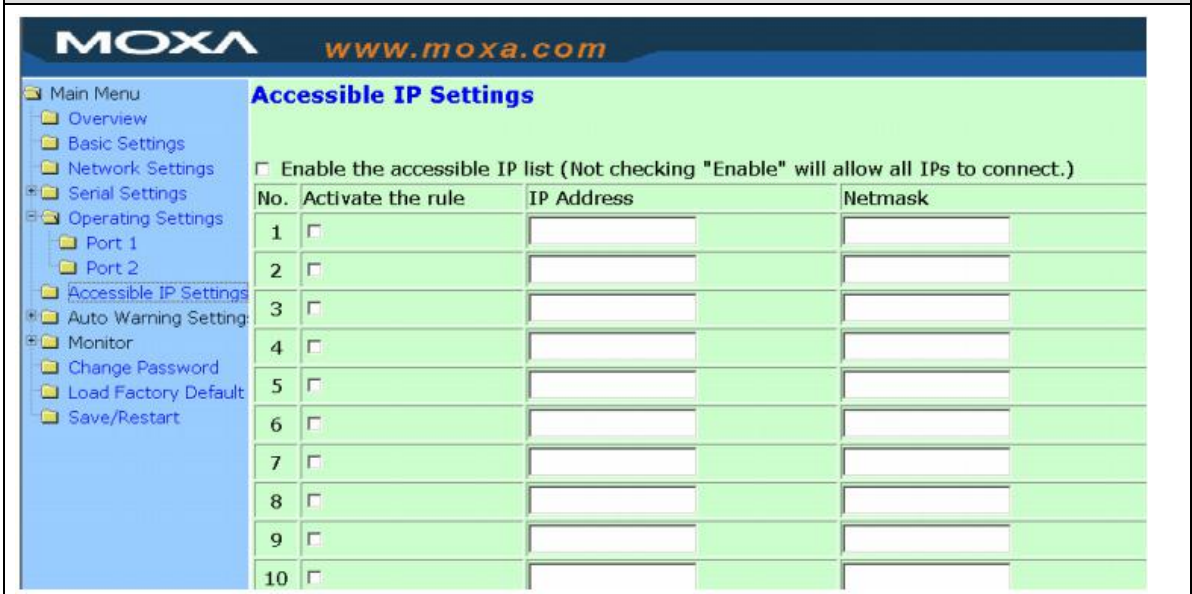 MOXA www.moxa.com
Main Menu
Overview
Basic Settings
Network Settings
Serial Settings
Operating Settings
Port 1
Port 2
Accessible IP Settings
Auto Warning Setting
Monitor
Change Password
Load Factory Default
Save/Restart
Accessible IP Settings
Enable the accessible IP list (Not checking "Enable" will allow all IPs to connect.)
No. Activate the rule IP Address Netmask
1
2
3
4
5
6
7
8
9
10